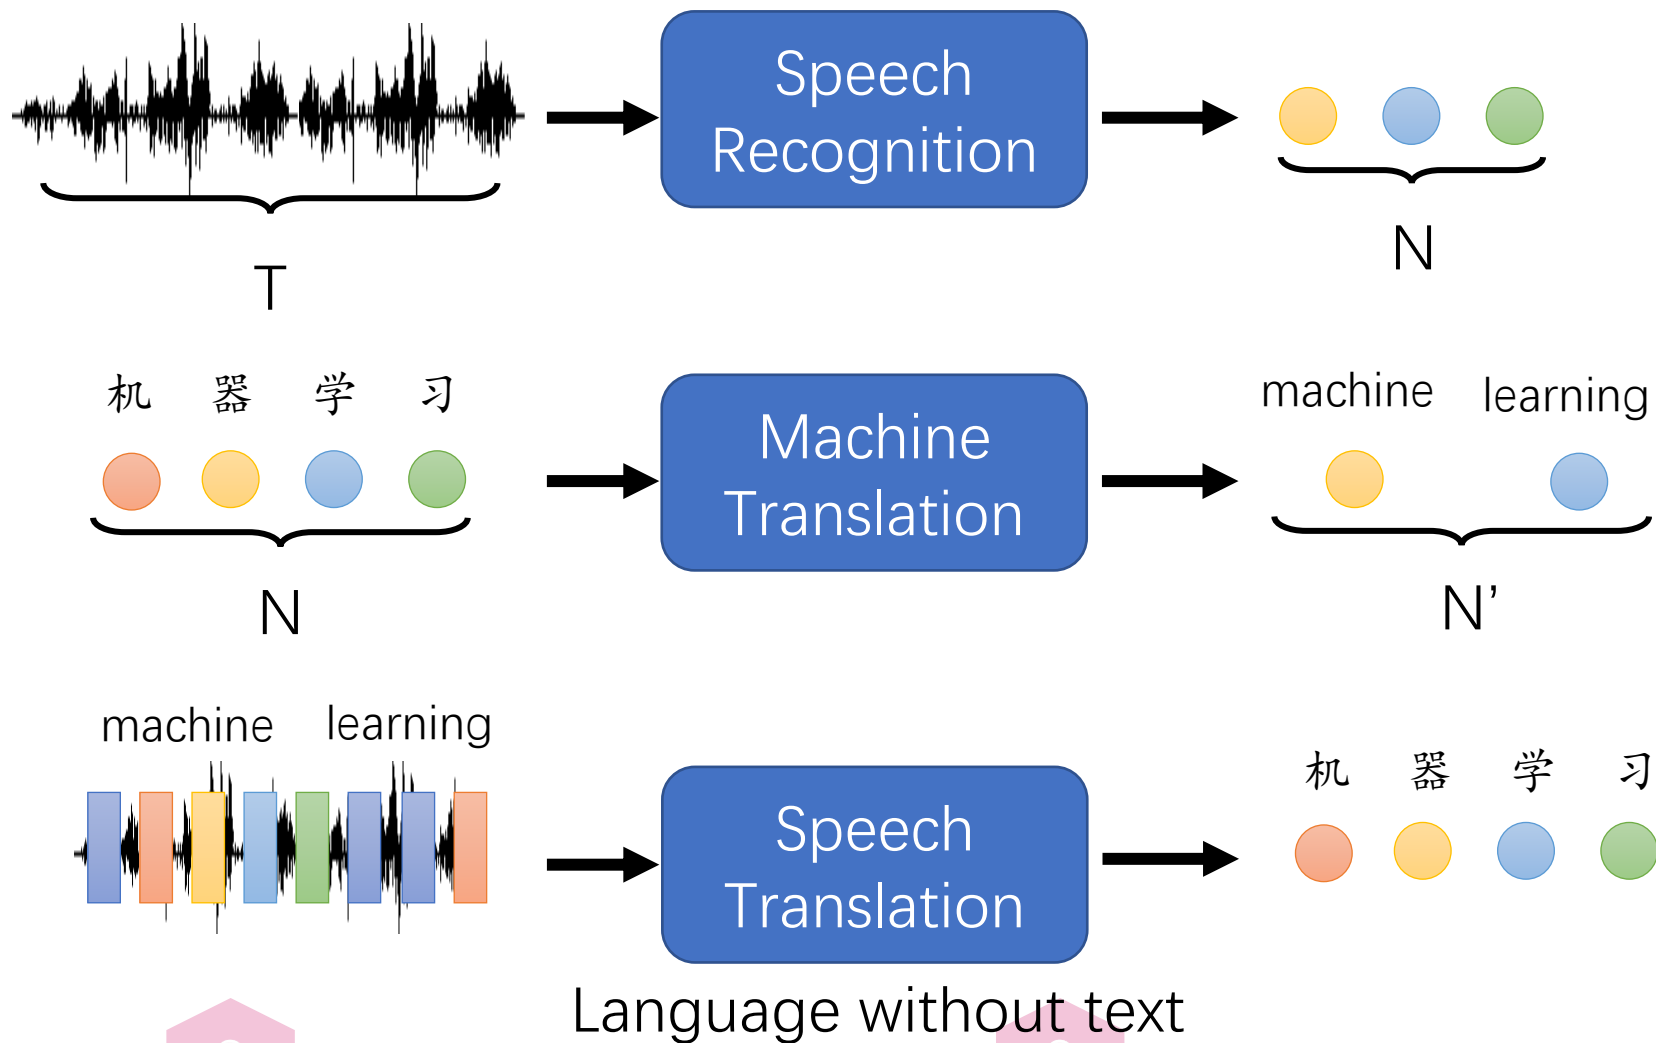 Speech
Recognition
T
N
机 器 学 习
Machine
Translation
machine learning
N
N’
machine learning
Speech
Translation
机 器 学 习
Language without text